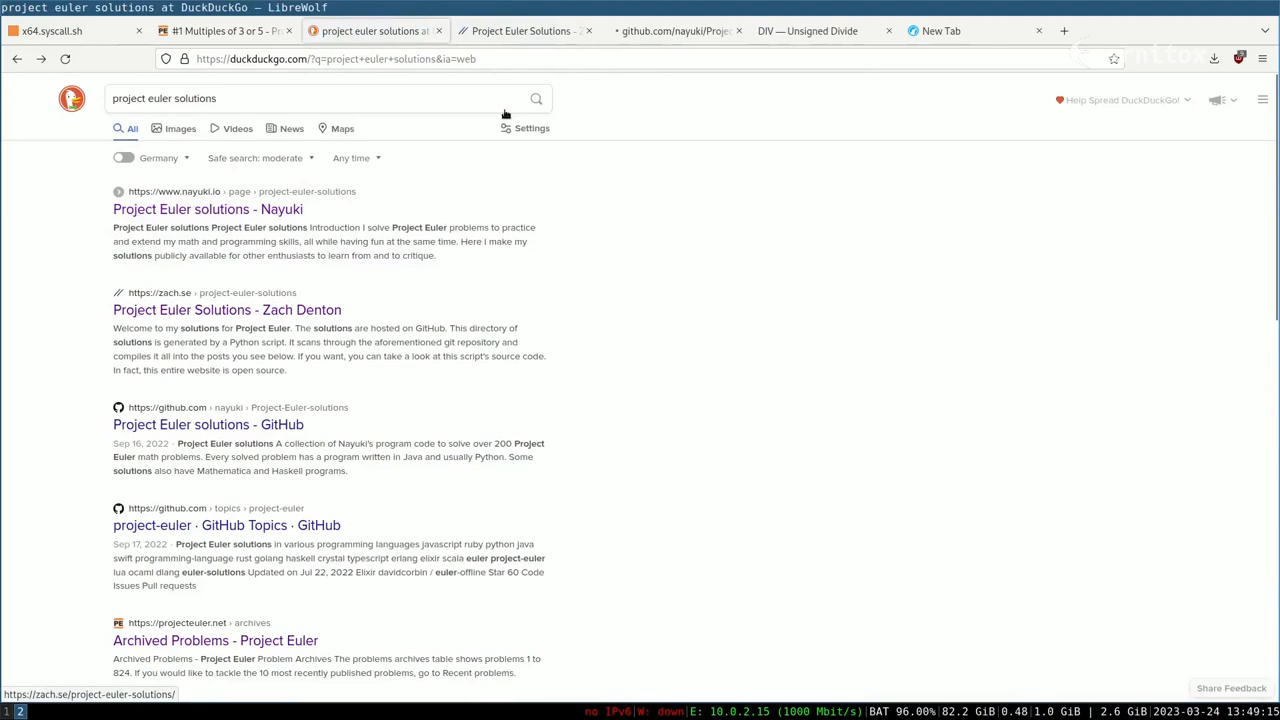 project euler solutions at DuckDuckGo — LibreWolf
x64.syscall.sh
#1 Multiples of 3 or 5 - Pr
project euler solutions at
Project Euler Solutions - Z
github.com/nayuki/Projec
DIV — Unsigned Divide
New Tab
https://duckduckgo.com/?q=project+euler+solutions&ia=web
project euler solutions
Help Spread DuckDuckGo!
All Images Videos News Maps Settings
Germany Safe search: moderate Any time
https://www.nayuki.io › page › project-euler-solutions
Project Euler solutions - Nayuki
Project Euler solutions Project Euler solutions Introduction I solve Project Euler problems to practice
and extend my math and programming skills, all while having fun at the same time. Here I make my
solutions publicly available for other enthusiasts to learn from and to critique.
https://zach.se › project-euler-solutions
Project Euler Solutions - Zach Denton
Welcome to my solutions for Project Euler. The solutions are hosted on GitHub. This directory of
solutions is generated by a Python script. It scans through the aforementioned git repository and
compiles it all into the posts you see below. If you want, you can take a look at this script's source code.
In fact, this entire website is open source.
https://github.com › nayuki › Project-Euler-solutions
Project Euler solutions - GitHub
Sep 16, 2022 · Project Euler solutions A collection of Nayuki's program code to solve over 200 Project
Euler math problems. Every solved problem has a program written in Java and usually Python. Some
solutions also have Mathematica and Haskell programs.
https://github.com › topics › project-euler
project-euler · GitHub Topics · GitHub
Sep 17, 2022 · Project Euler solutions in various programming languages javascript ruby python java
swift programming-language rust golang haskell crystal typescript erlang elixir scala euler project-euler
lua ocaml dlang euler-solutions Updated on Jul 22, 2022 Elixir davidcorbin / euler-offline Star 60 Code
Issues Pull requests
PE https://projecteuler.net › archives
Archived Problems - Project Euler
Archived Problems - Project Euler Problem Archives The problems archives table shows problems 1 to
824. If you would like to tackle the 10 most recently published problems, go to Recent problems.
Share Feedback
https://zach.se/project-euler-solutions/
1 2 no IPv6|W: down|E: 10.0.2.15 (1000 Mbit/s)|BAT 96.00%|82.2 GiB|0.48|1.0 GiB | 2.6 GiB|2023-03-24 13:49:15